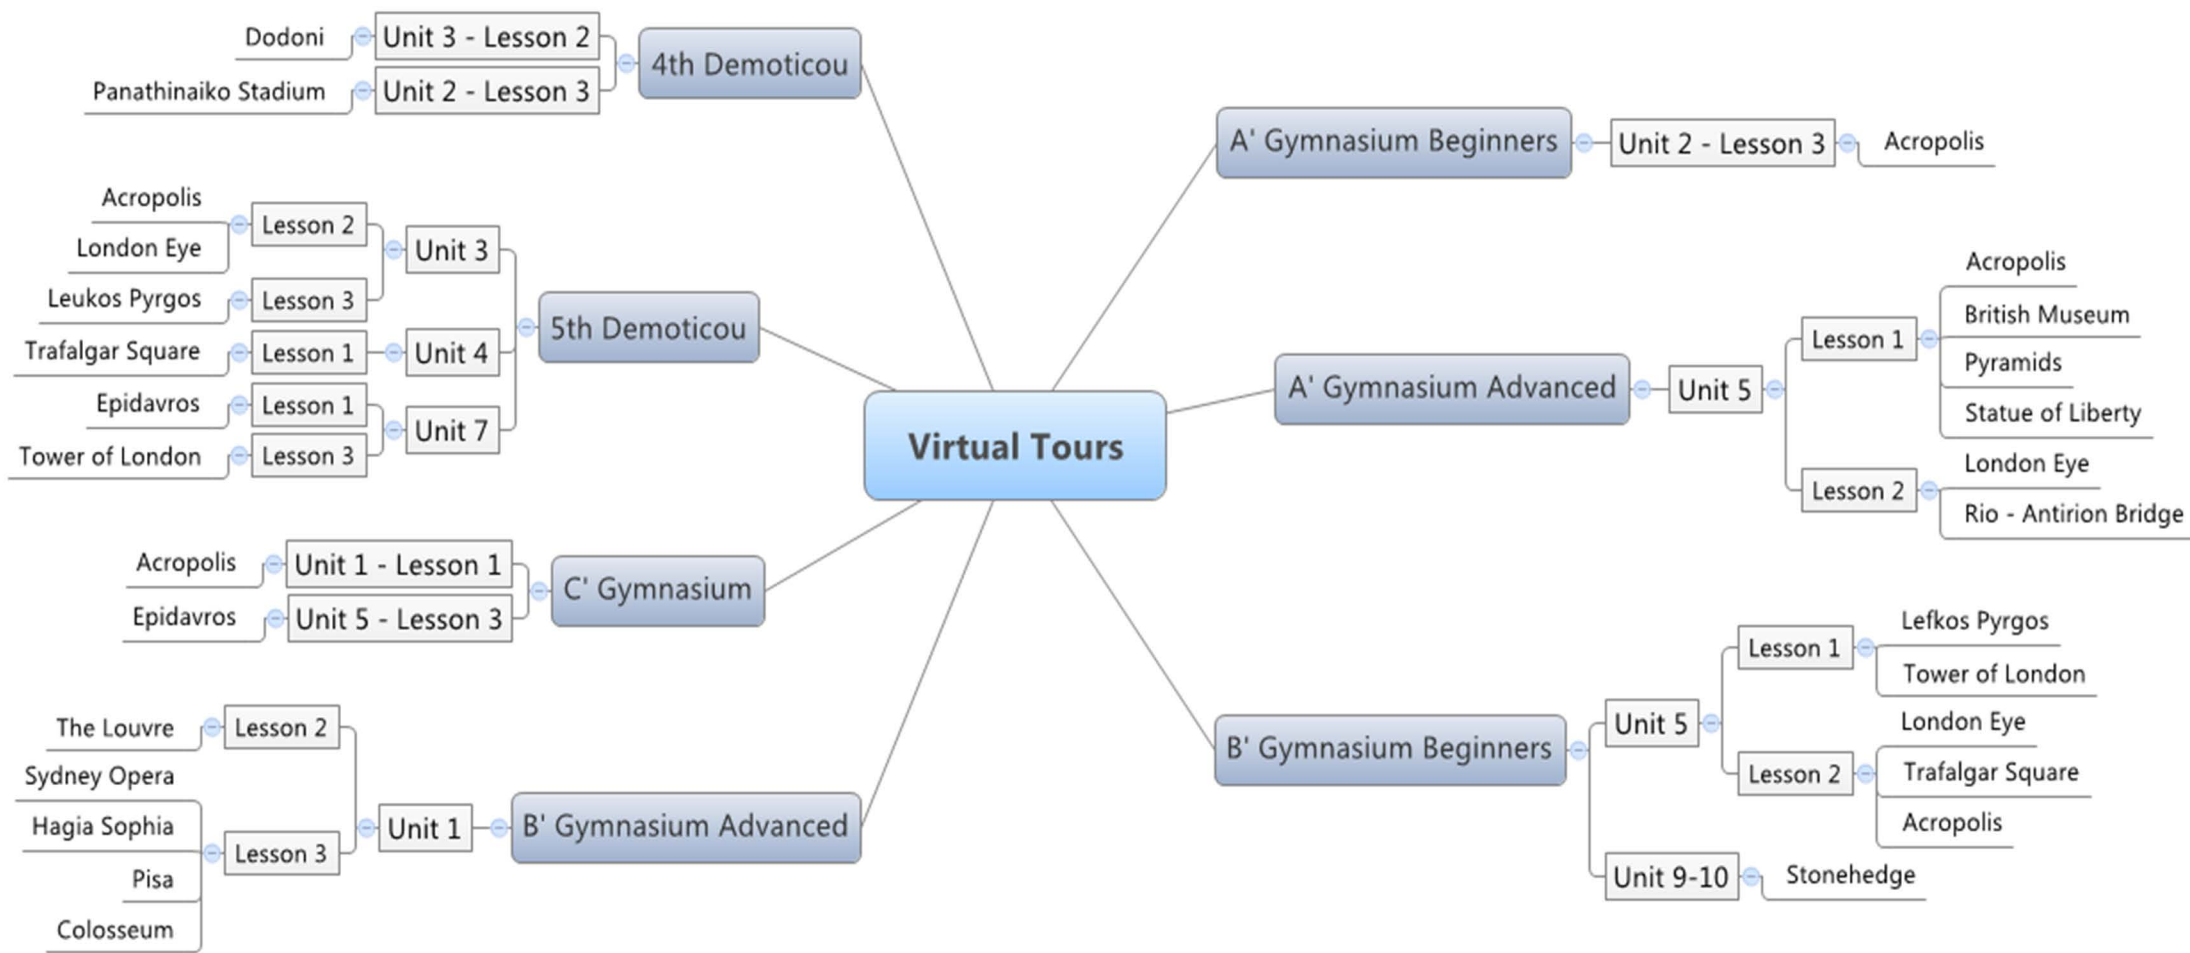 Virtual Tours
4th Demoticou
Unit 3 - Lesson 2
Dodoni
Unit 2 - Lesson 3
Panathinaiko Stadium
5th Demoticou
Unit 3
Lesson 2
Acropolis
London Eye
Lesson 3
Leukos Pyrgos
Unit 4
Lesson 1
Trafalgar Square
Unit 7
Lesson 1
Epidavros
Lesson 3
Tower of London
C' Gymnasium
Unit 1 - Lesson 1
Acropolis
Unit 5 - Lesson 3
Epidavros
B' Gymnasium Advanced
Unit 1
Lesson 2
The Louvre
Lesson 3
Sydney Opera
Hagia Sophia
Pisa
Colosseum
A' Gymnasium Beginners
Unit 2 - Lesson 3
Acropolis
A' Gymnasium Advanced
Unit 5
Lesson 1
Acropolis
British Museum
Pyramids
Statue of Liberty
Lesson 2
London Eye
Rio - Antirion Bridge
B' Gymnasium Beginners
Unit 5
Lesson 1
Lefkos Pyrgos
Tower of London
Lesson 2
London Eye
Trafalgar Square
Acropolis
Unit 9-10
Stonehedge